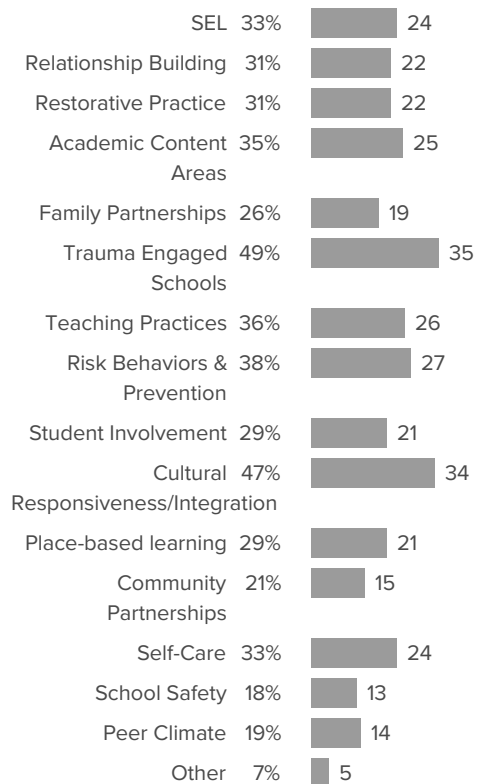 SEL 33% 24
Relationship Building 31% 22
Restorative Practice 31% 22
Academic Content 35% 25
Areas
Family Partnerships 26% 19
Trauma Engaged 49% 35
Schools
Teaching Practices 36% 26
Risk Behaviors & 38% 27
Prevention
Student Involvement 29% 21
Cultural 47% 34
Responsiveness/Integration
Place-based learning 29% 21
Community 21% 15
Partnerships
Self-Care 33% 24
School Safety 18% 13
Peer Climate 19% 14
Other 7% 5